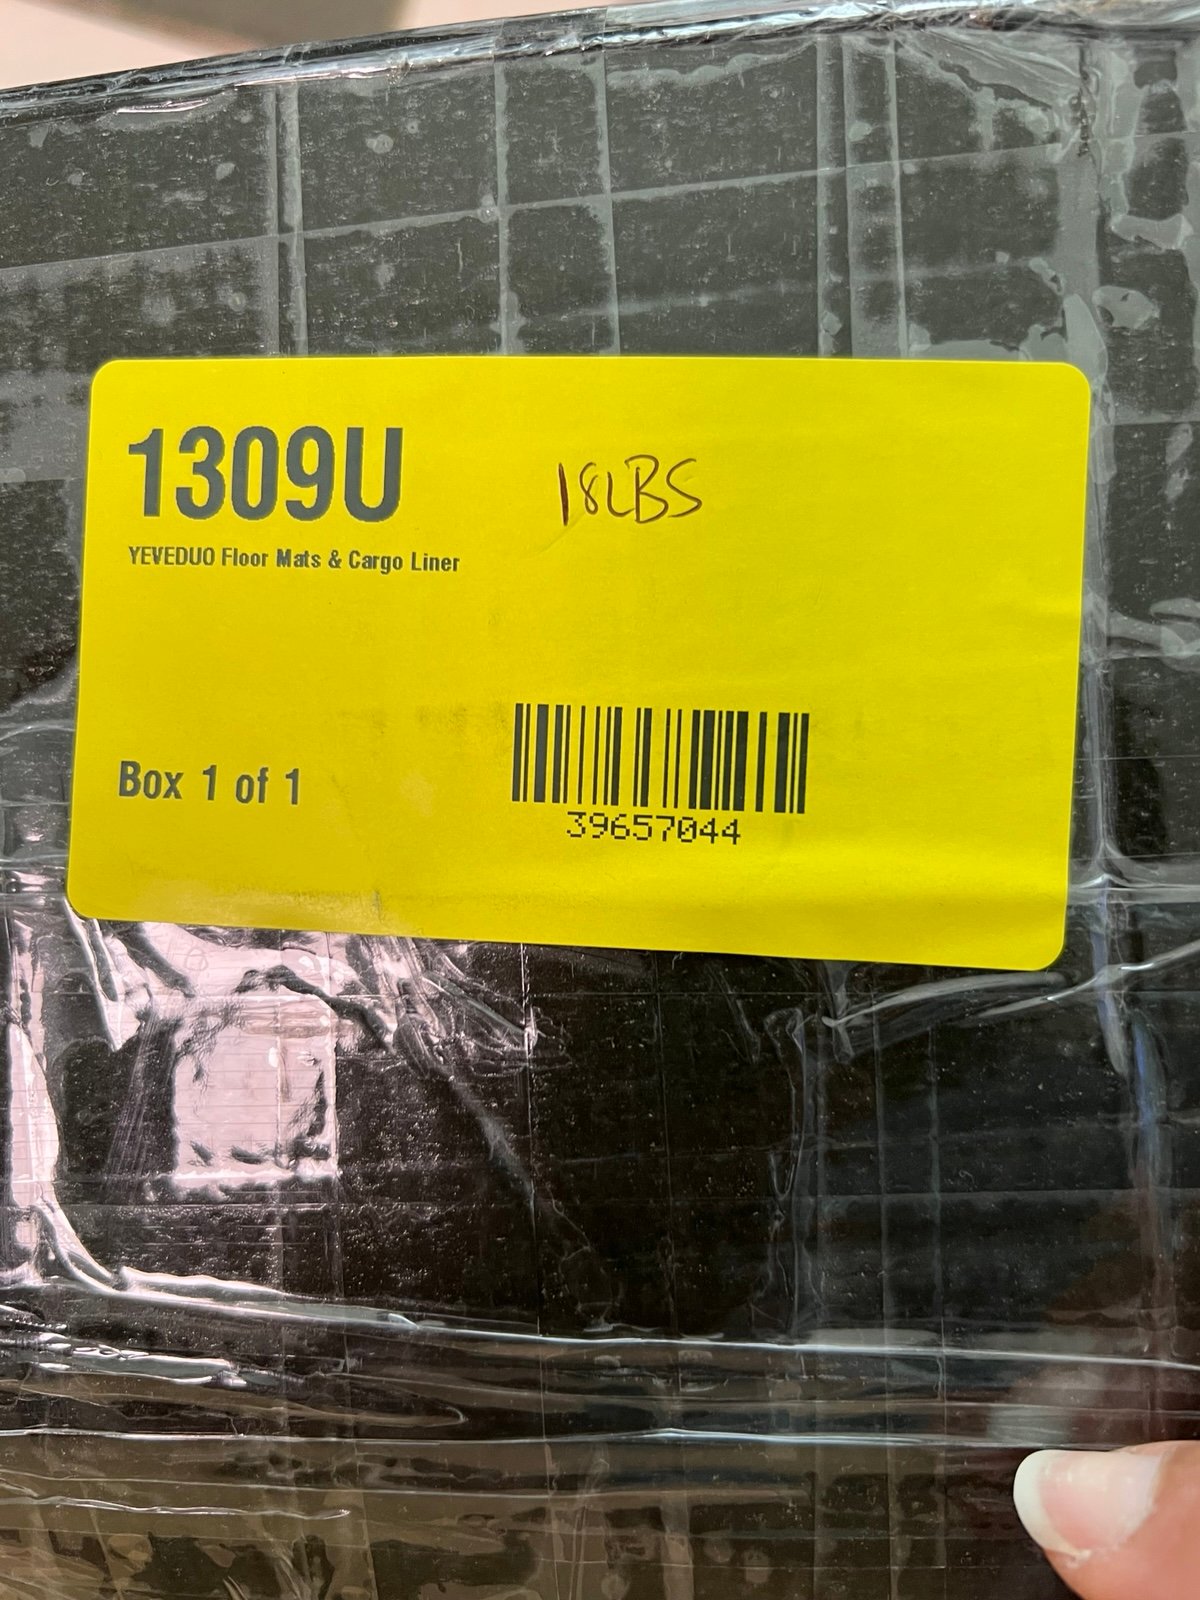 1309U
18LBS
YEVEDUO Floor Mats & Cargo Liner
Box 1 of 1
39657044